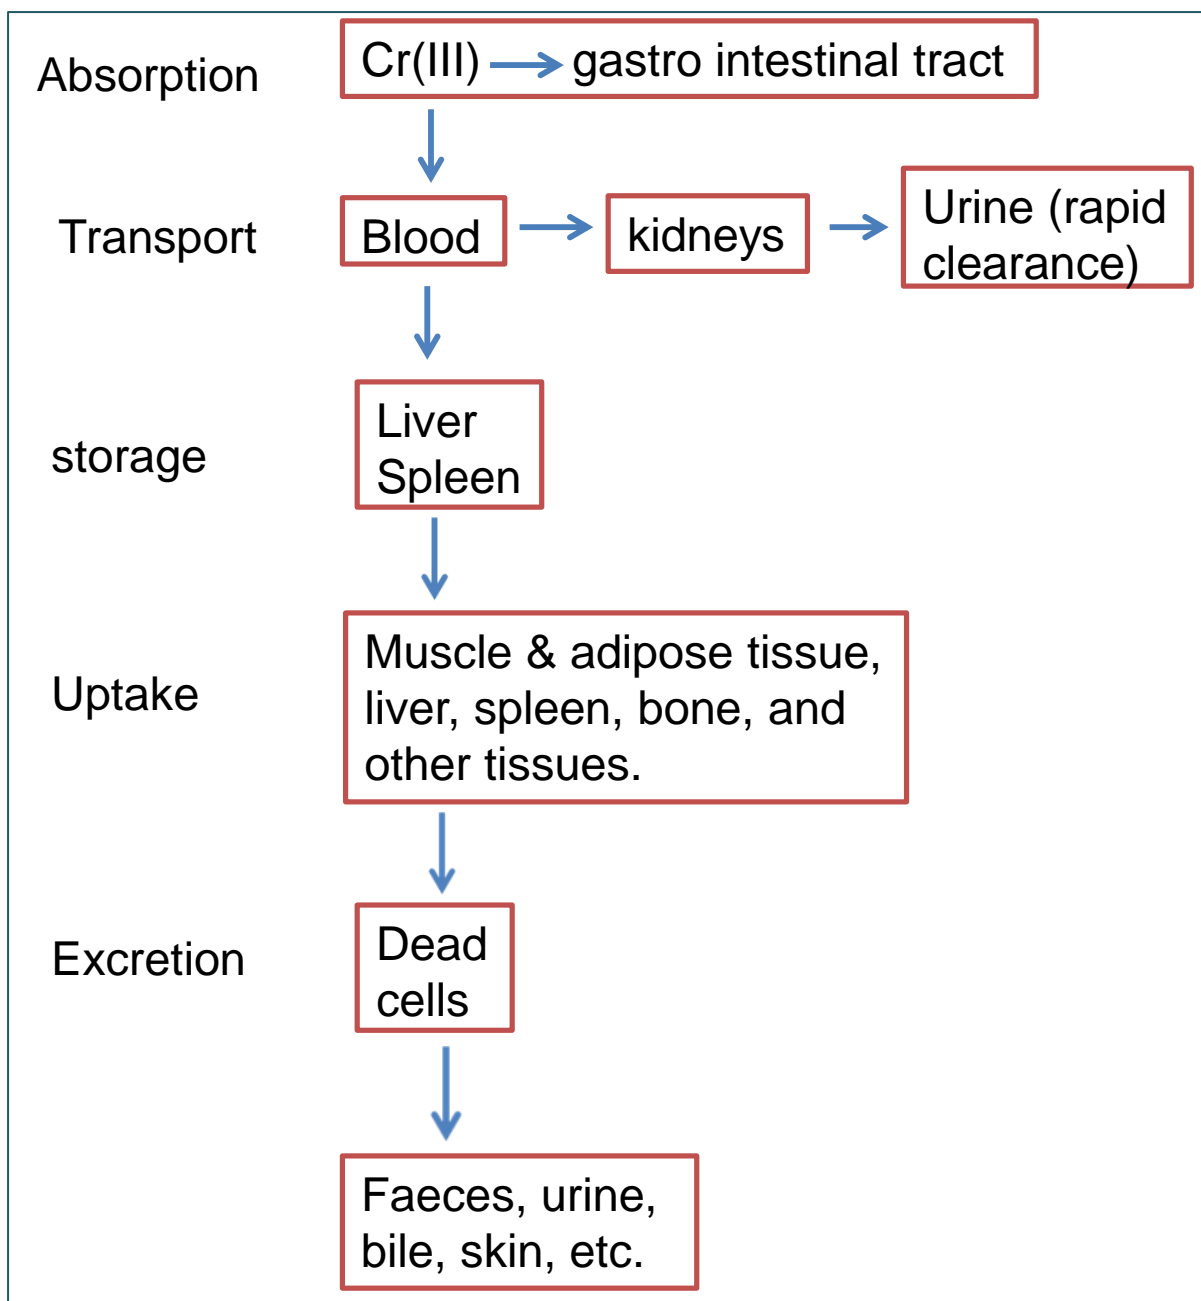 Absorption
Cr(III)
gastro intestinal tract
Transport
Blood
kidneys
Urine (rapid
clearance)
storage
Liver
Spleen
Uptake
Muscle & adipose tissue,
liver, spleen, bone, and
other tissues.
Excretion
Dead
cells
Faeces, urine,
bile, skin, etc.